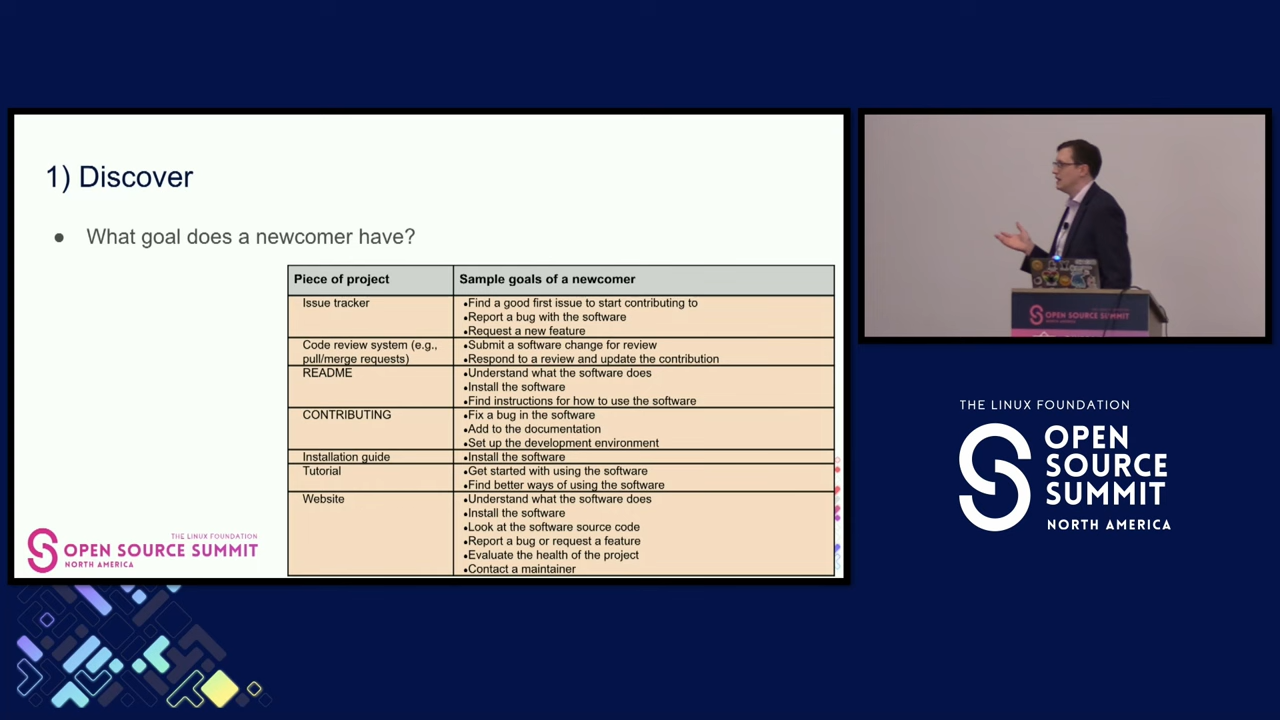 1) Discover
● What goal does a newcomer have?
Piece of project
Sample goals of a newcomer
Issue tracker
•Find a good first issue to start contributing to
•Report a bug with the software
•Request a new feature
Code review system (e.g.,
pull/merge requests)
•Submit a software change for review
•Respond to a review and update the contribution
README
•Understand what the software does
•Install the software
•Find instructions for how to use the software
CONTRIBUTING
•Fix a bug in the software
•Add to the documentation
•Set up the development environment
Installation guide
•Install the software
Tutorial
•Get started with using the software
•Find better ways of using the software
Website
•Understand what the software does
•Install the software
•Look at the software source code
•Report a bug or request a feature
•Evaluate the health of the project
•Contact a maintainer
THE LINUX FOUNDATION
OPEN SOURCE SUMMIT
NORTH AMERICA
OPEN SOURCE SUMMIT
THE LINUX FOUNDATION
OPEN
SOURCE
SUMMIT
NORTH AMERICA